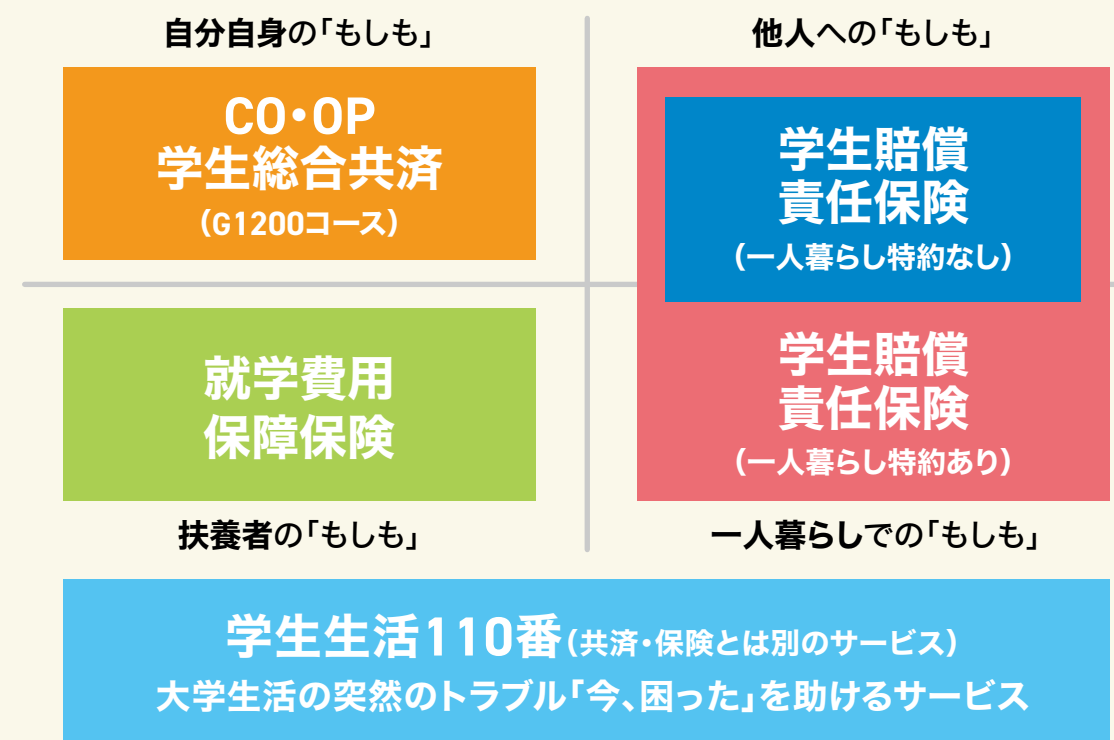 自分自身の「もしも」
CO・OP
学生総合共済
(G1200コース)
他人への「もしも」
学生賠償
責任保険
(一人暮らし特約なし)
就学費用
保障保険
扶養者の「もしも」
学生賠償
責任保険
(一人暮らし特約あり)
一人暮らしでの「もしも」
学生生活110番(共済・保険とは別のサービス)
大学生活の突然のトラブル「今、困った」を助けるサービス